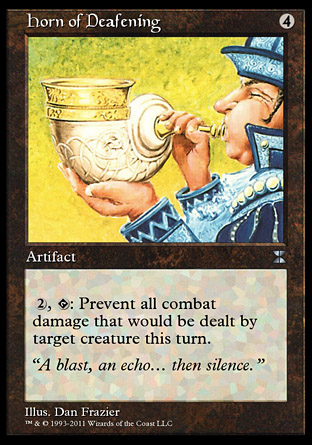 Horn of Deafening 4
Artifact
2, : Prevent all combat
damage that would be dealt by
target creature this turn.
“A blast, an echo... then silence.”
Illus. Dan Frazier
™ & © 1993-2011 Wizards of the Coast LLC